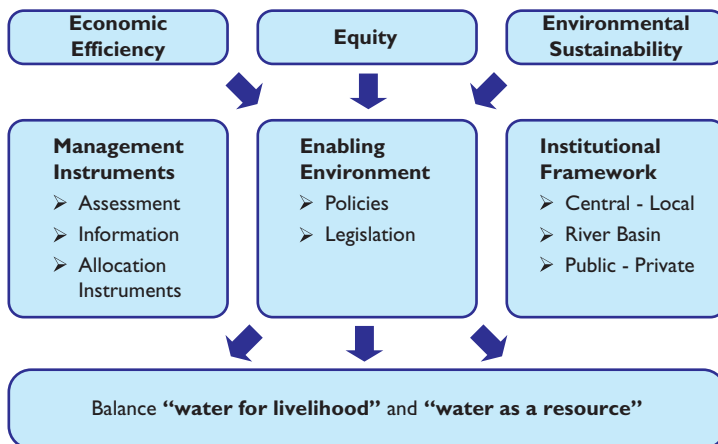 Economic
Efficiency
Equity
Environmental
Sustainability
Management
Instruments
➢ Assessment
➢ Information
➢ Allocation
Instruments
Enabling
Environment
➢ Policies
➢ Legislation
Institutional
Framework
➢ Central - Local
➢ River Basin
➢ Public - Private
Balance “water for livelihood” and “water as a resource”